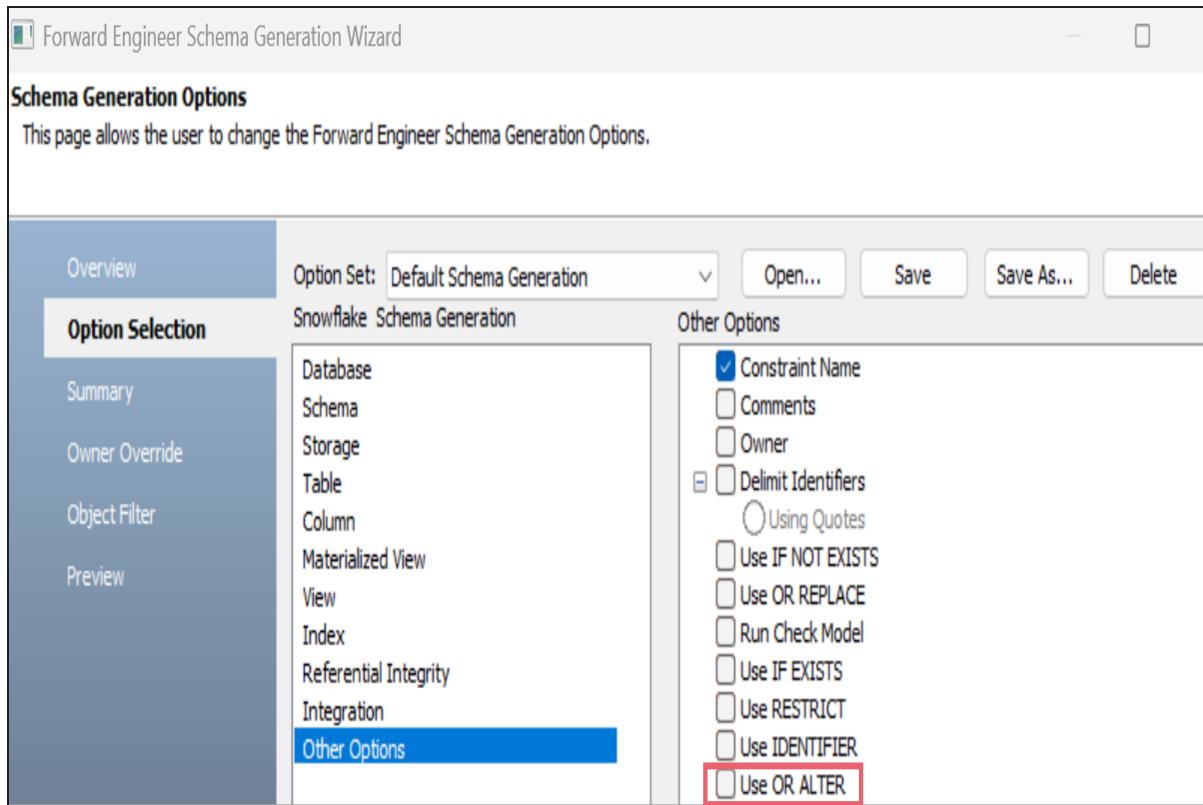 Forward Engineer Schema Generation Wizard
Schema Generation Options
This page allows the user to change the Forward Engineer Schema Generation Options.
Overview
Option Selection
Summary
Owner Override
Object Filter
Preview
Option Set: Default Schema Generation Open... Save Save As... Delete
Snowflake Schema Generation
Database
Schema
Storage
Table
Column
Materialized View
View
Index
Referential Integrity
Integration
Other Options
Other Options
Constraint Name
Comments
Owner
Delimit Identifiers
Using Quotes
Use IF NOT EXISTS
Use OR REPLACE
Run Check Model
Use IF EXISTS
Use RESTRICT
Use IDENTIFIER
Use OR ALTER